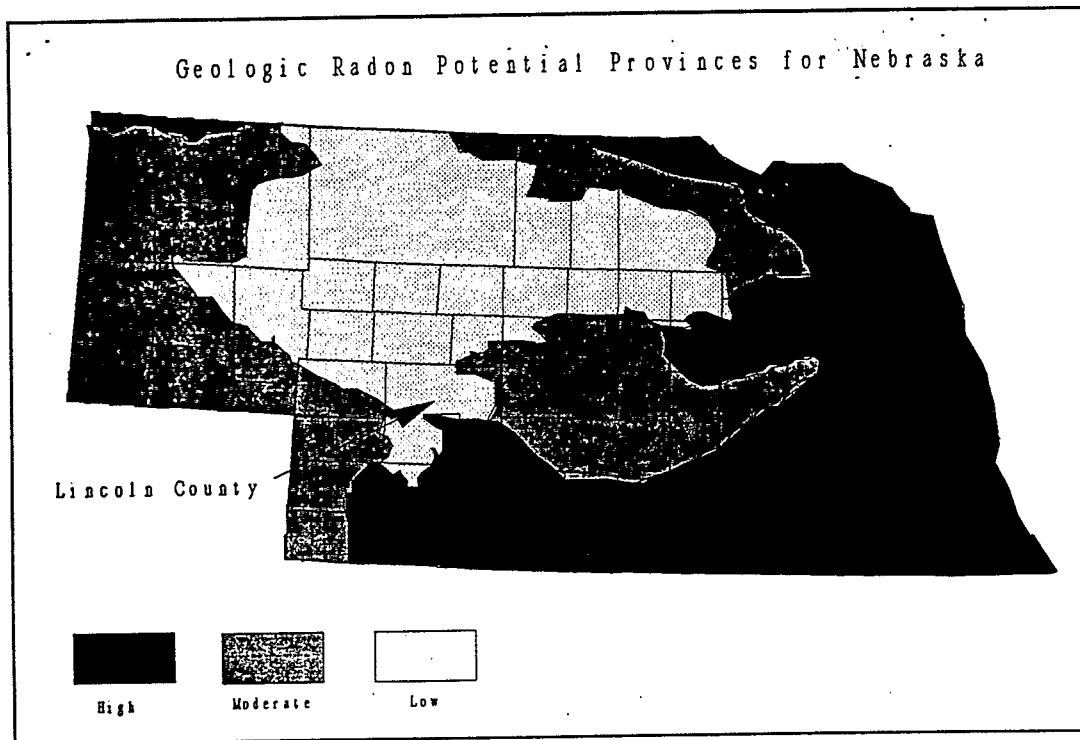 Geologic Radon Potential Provinces for Nebraska
Lincoln County
High
Moderate
Low